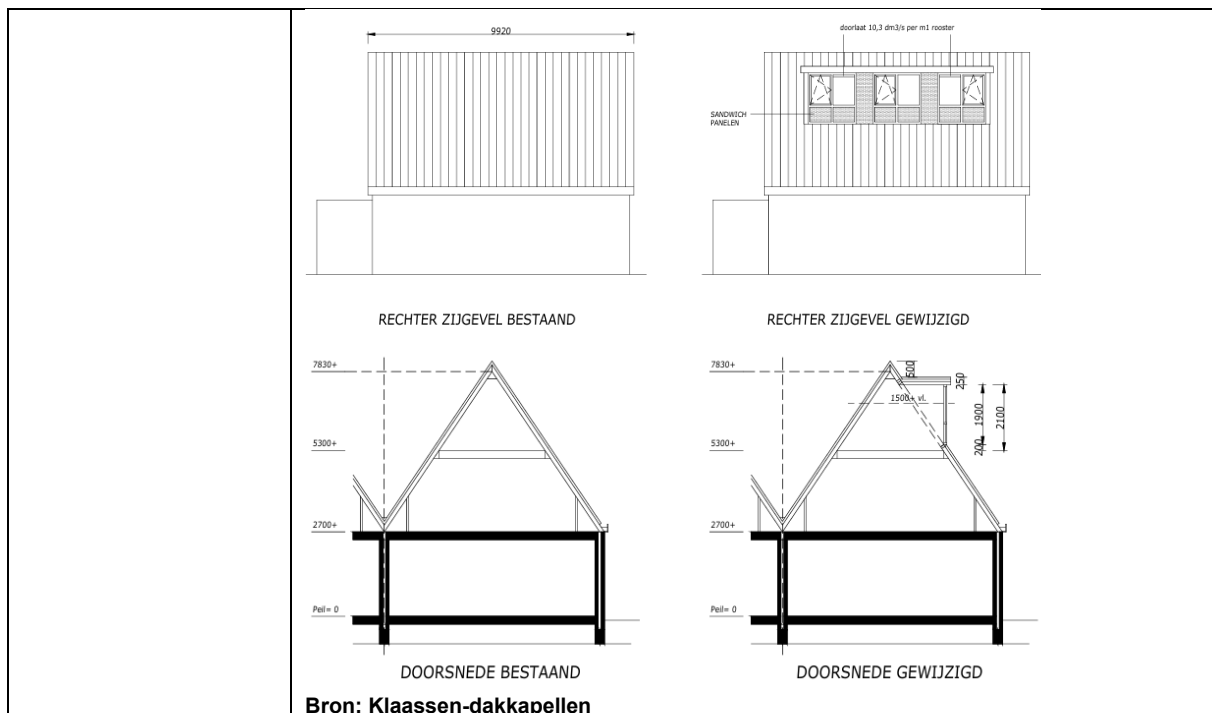 9920
doorlaat 10,3 dm3/s per m1 rooster
SANDWICH
PANELEN
RECHTER ZIJGEVEL BESTAAND
RECHTER ZIJGEVEL GEWIJZIGD
7830+
5300+
2700+
Peil= 0
7830+
500
250
1500+ vl.
1900
2100
5300+
200
2700+
Peil= 0
DOORSNEDE BESTAAND
DOORSNEDE GEWIJZIGD
Bron: Klaassen-dakkapellen